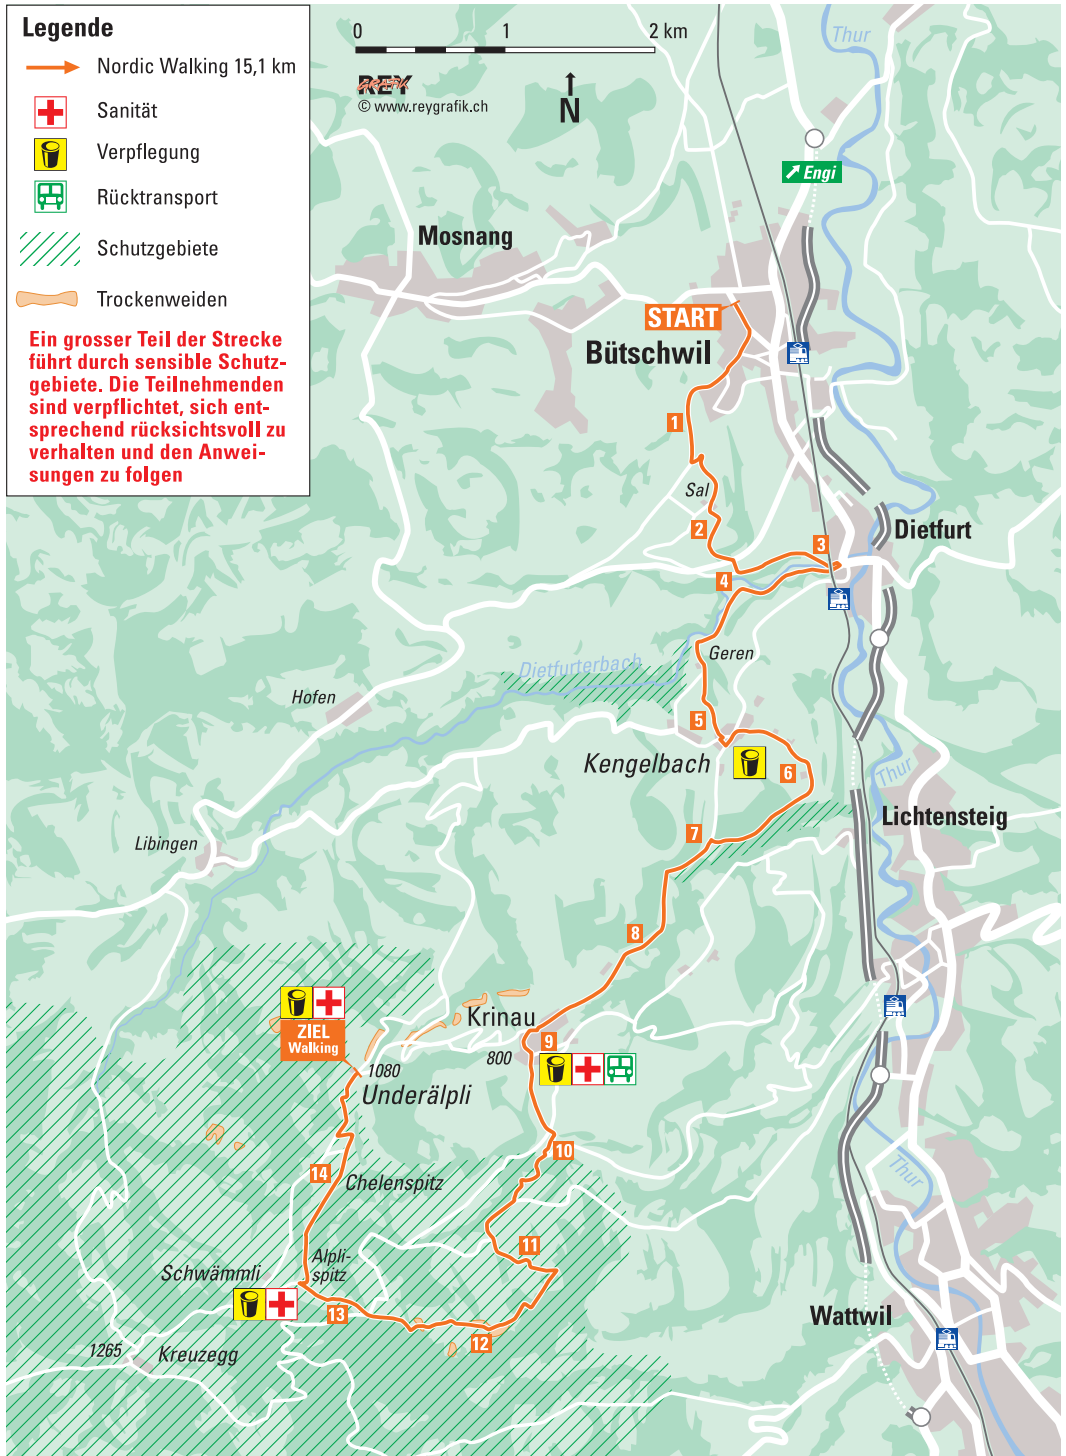 Legende
Nordic Walking 15,1 km
Sanität
Verpflegung
Rücktransport
Schutzgebiete
Trockenweiden
Ein grosser Teil der Strecke
führt durch sensible Schutz-
gebiete. Die Teilnehmenden
sind verpflichtet, sich ent-
sprechend rücksichtsvoll zu
verhalten und den Anwei-
sungen zu folgen
0 1 2 km
REY
GRAFIK
© www.reygrafik.ch
N
Thur
Engi
Mosnang
START
Bütschwil
1
Sal
2
3
Dietfurt
4
Geren
Dietfurterbach
Hofen
5
Kengelbach
6
Thur
Lichtensteig
7
Libingen
8
Krinau
9
800
ZIEL
Walking
1080
Underälpli
10
14
Chelenspitz
Thur
11
Alpli-
spitz
Schwämmli
13
12
Wattwil
1265
Kreuzegg